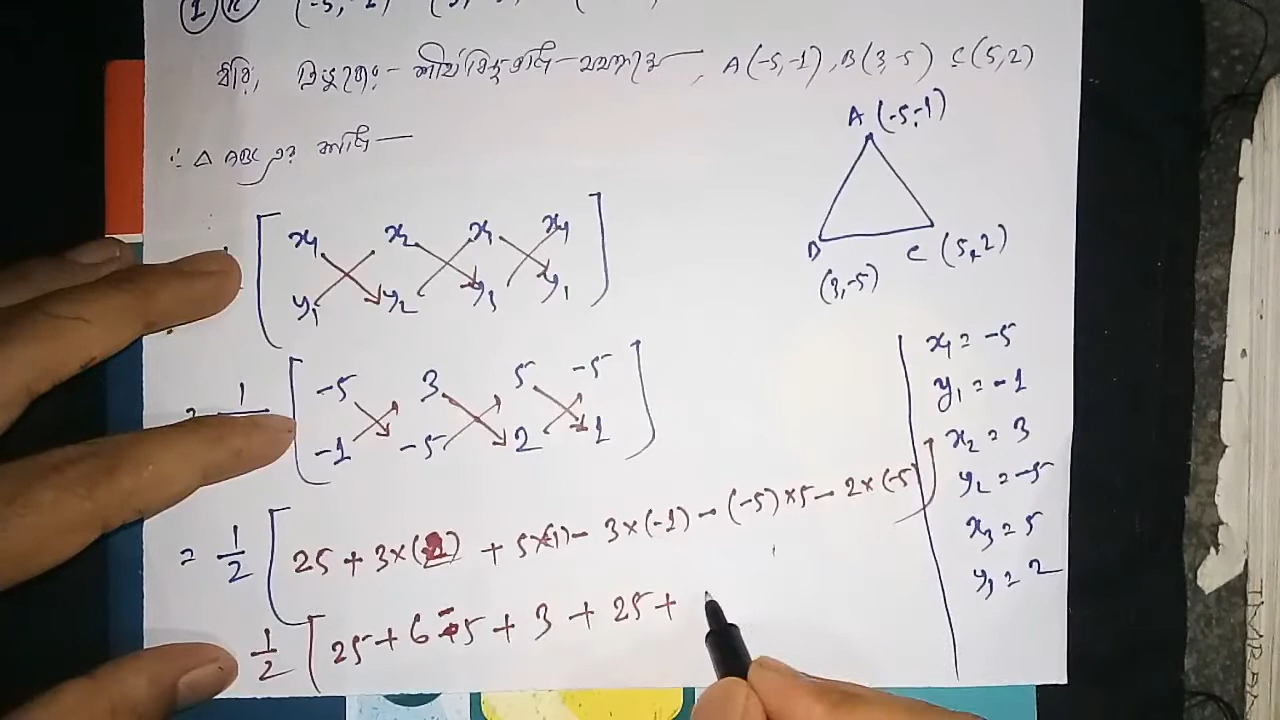 ধরি, ত্রিভুজের শীর্ষবিন্দুগুলি যথাক্রমে, A(-5,-1), B(3,-5) C(5,2)
A (-5,-1)
∴ Δ ABC এর
x₁ x₂ x₃ x₁
y₁ y₂ y₃ y₁
B C (5,2)
(3,-5)
= 1 [ -5 3 5 -5
-1 -5 2 1 ]
= 1/2 [ 25 + 3×(2) + 5×(-1) - 3×(-1) - (-5)×5 - 2×(-5) ]
1/2 [ 25 + 6 - 5 + 3 + 25 +
x₁ = -5
y₁ = -1
x₂ = 3
y₂ = -5
x₃ = 5
y₃ = 2